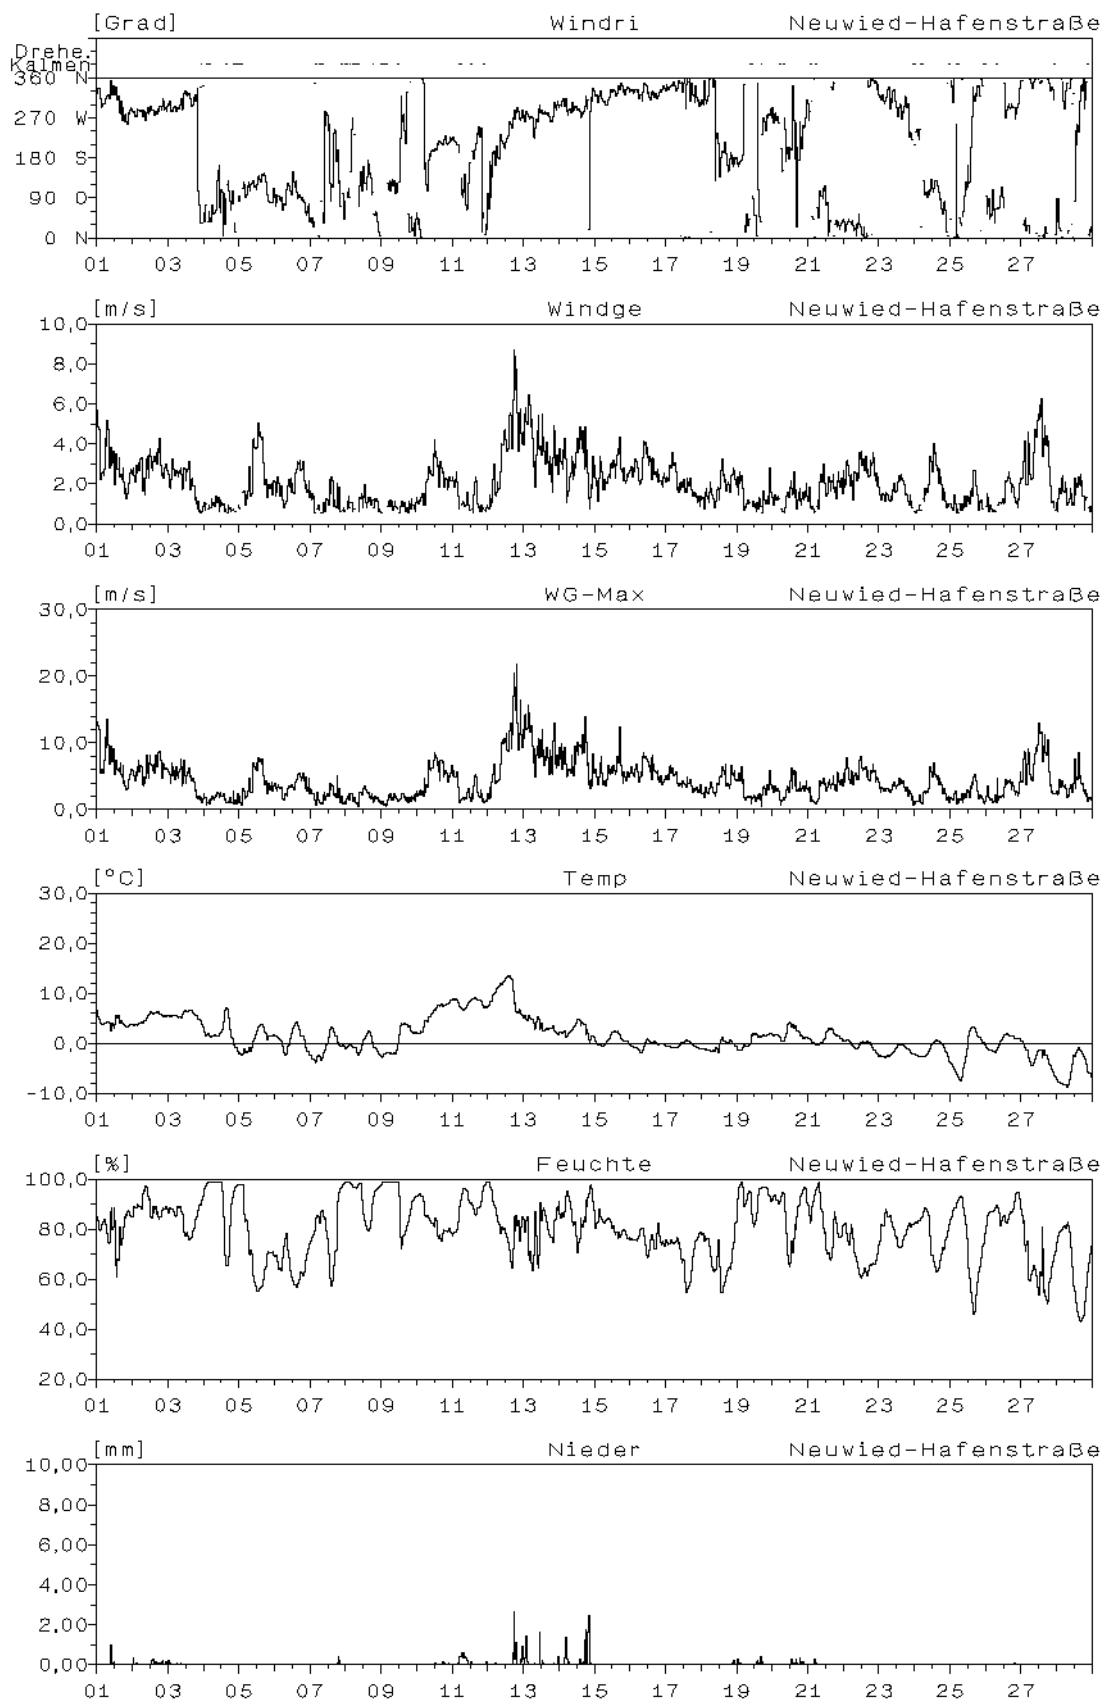 [Grad] Windri Neuwied-Hafenstraße
Drehe.
Kalmen
360 N
270 W
180 S
90 O
0 N
01 03 05 07 09 11 13 15 17 19 21 23 25 27
[m/s] Windge Neuwied-Hafenstraße
10,0
8,0
6,0
4,0
2,0
0,0
01 03 05 07 09 11 13 15 17 19 21 23 25 27
[m/s] WG-Max Neuwied-Hafenstraße
30,0
20,0
10,0
0,0
01 03 05 07 09 11 13 15 17 19 21 23 25 27
[°C] Temp Neuwied-Hafenstraße
30,0
20,0
10,0
0,0
-10,0
01 03 05 07 09 11 13 15 17 19 21 23 25 27
[%] Feuchte Neuwied-Hafenstraße
100,0
80,0
60,0
40,0
20,0
01 03 05 07 09 11 13 15 17 19 21 23 25 27
[mm] Nieder Neuwied-Hafenstraße
10,00
8,00
6,00
4,00
2,00
0,00
01 03 05 07 09 11 13 15 17 19 21 23 25 27